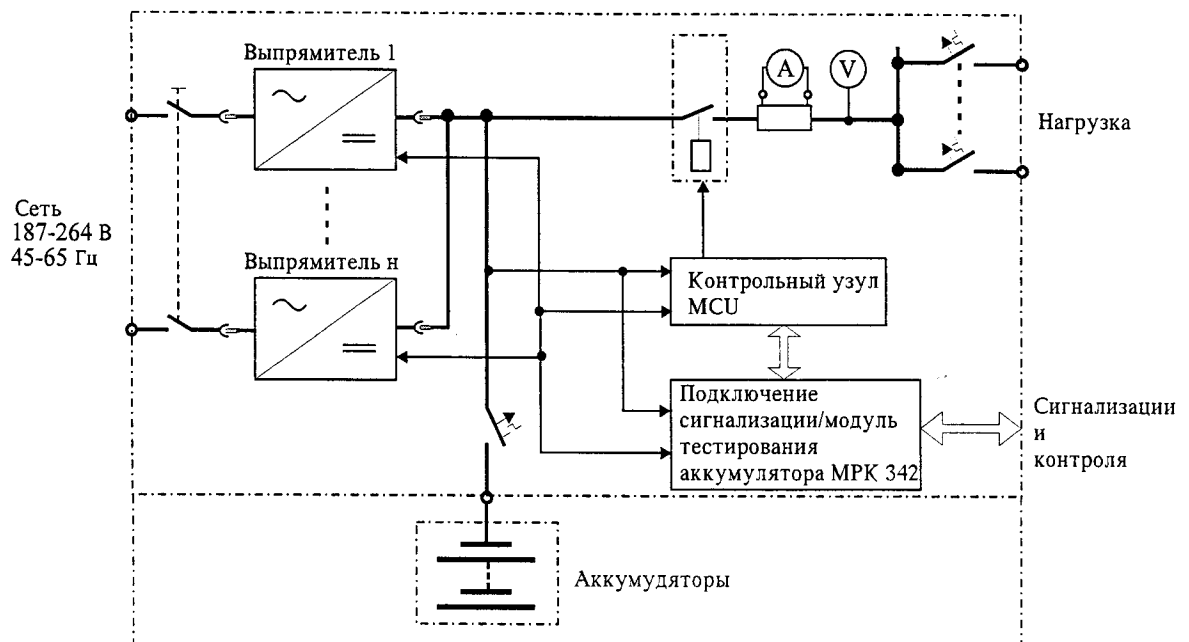 Выпрямитель 1
A
V
Нагрузка
Сеть
187-264 В
45-65 Гц
Выпрямитель н
Контрольный узел
MCU
Подключение
сигнализации/модуль
тестирования
аккумулятора МРК 342
Сигнализации
и
контроля
Аккумудяторы